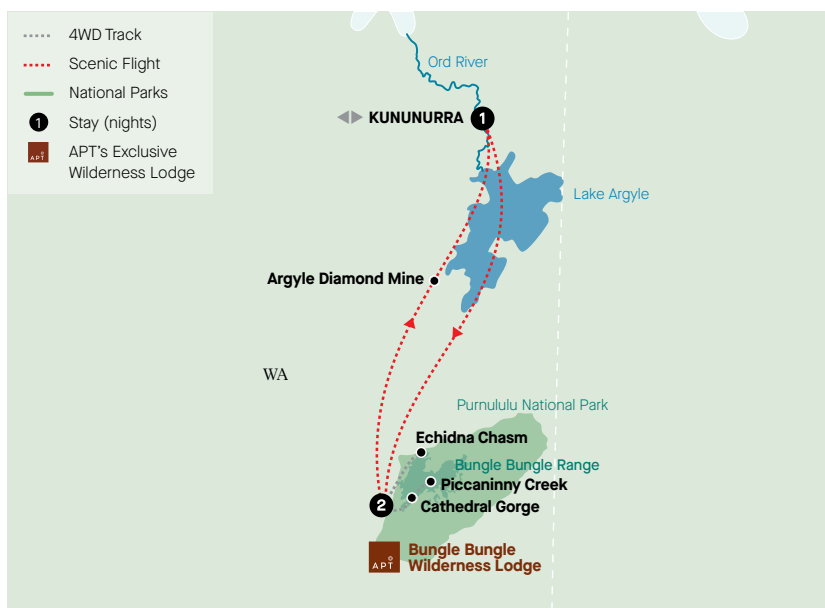 4WD Track
Scenic Flight
National Parks
1 Stay (nights)
APT APT's Exclusive
Wilderness Lodge
Ord River
KUNUNURRA 1
Lake Argyle
Argyle Diamond Mine
WA
Purnululu National Park
Echidna Chasm
Bungle Bungle Range
Piccaninny Creek
2 Cathedral Gorge
APT Bungle Bungle
Wilderness Lodge